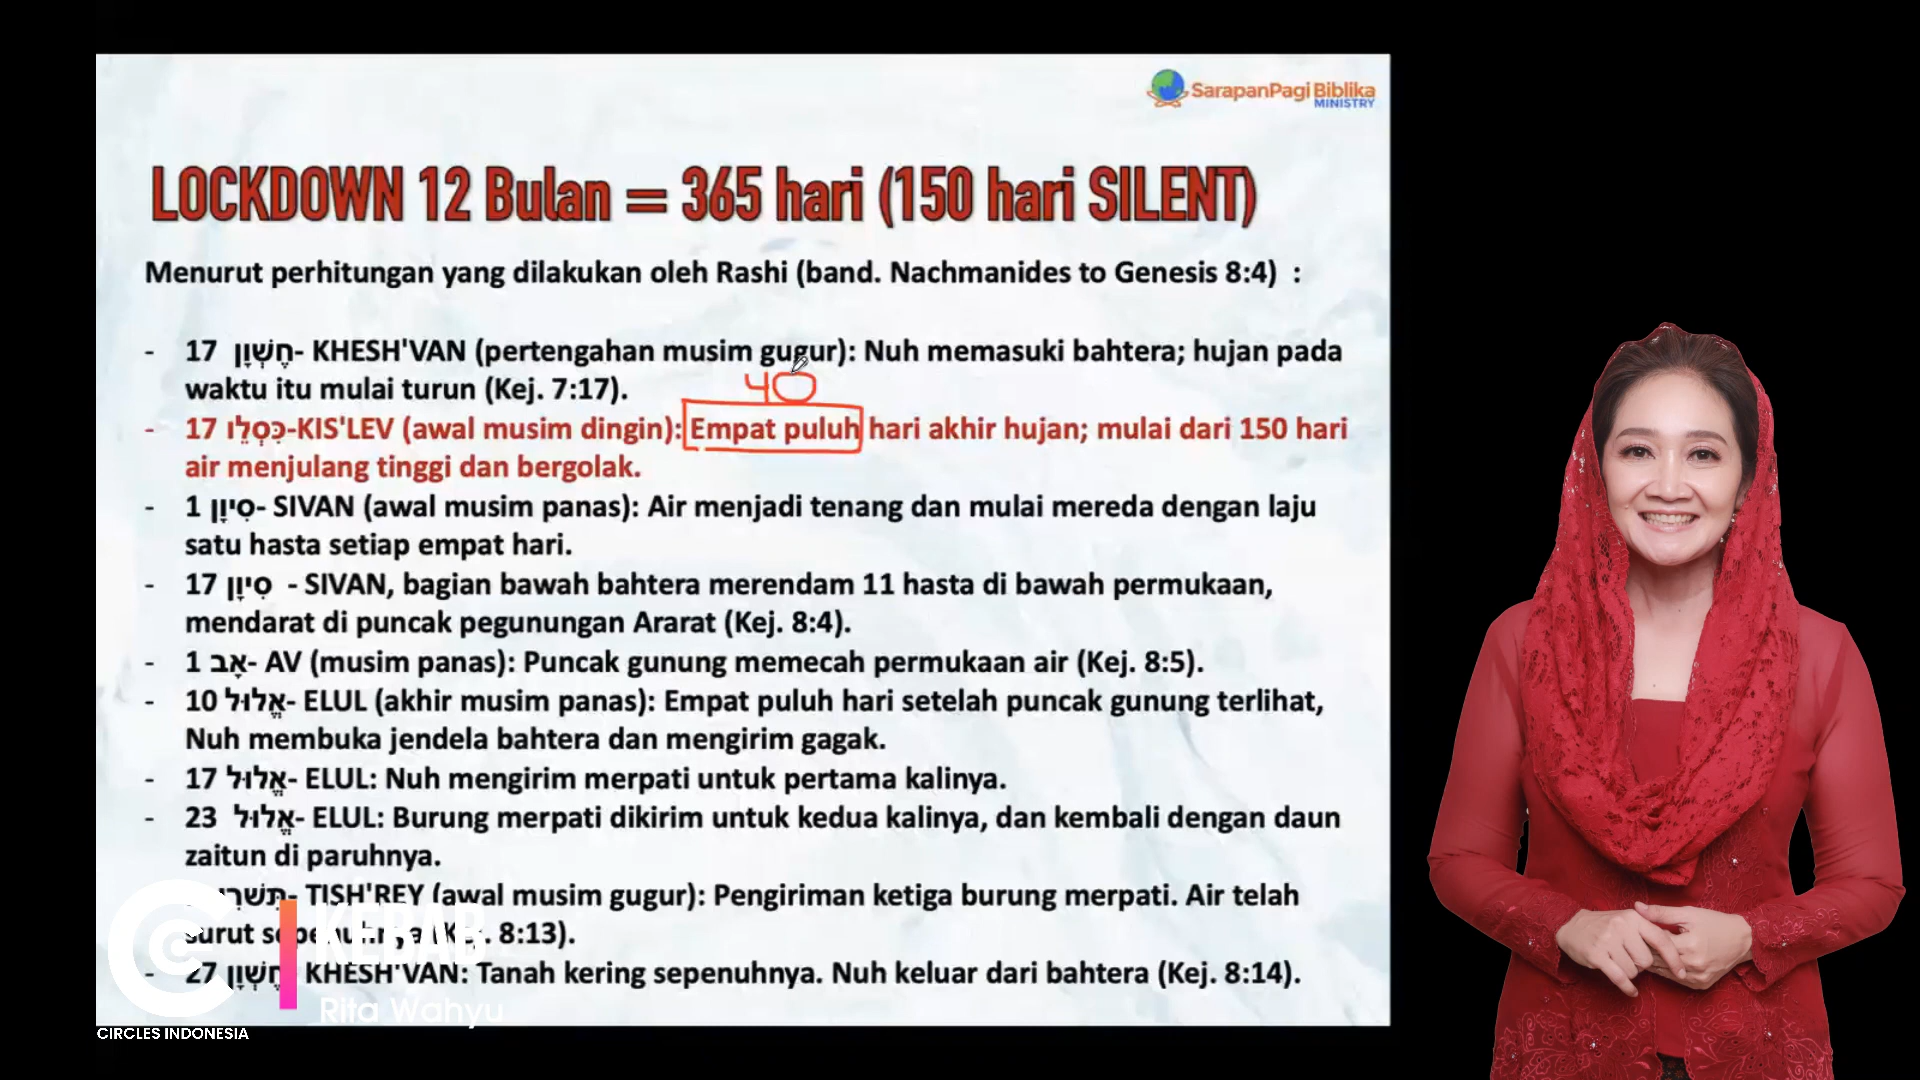 SarapanPagi Biblika
MINISTRY
LOCKDOWN 12 Bulan = 365 hari (150 hari SILENT)
Menurut perhitungan yang dilakukan oleh Rashi (band. Nachmanides to Genesis 8:4) :
- 17 חֶשְׁוָן- KHESH'VAN (pertengahan musim gugur): Nuh memasuki bahtera; hujan pada
waktu itu mulai turun (Kej. 7:17).
40
- 17 כִּסְלֵו-KIS'LEV (awal musim dingin): Empat puluh hari akhir hujan; mulai dari 150 hari
air menjulang tinggi dan bergolak.
- 1 סִיוָן- SIVAN (awal musim panas): Air menjadi tenang dan mulai mereda dengan laju
satu hasta setiap empat hari.
- 17 סִיוָן - SIVAN, bagian bawah bahtera merendam 11 hasta di bawah permukaan,
mendarat di puncak pegunungan Ararat (Kej. 8:4).
- 1 אָב- AV (musim panas): Puncak gunung memecah permukaan air (Kej. 8:5).
- 10 אֱלוּל- ELUL (akhir musim panas): Empat puluh hari setelah puncak gunung terlihat,
Nuh membuka jendela bahtera dan mengirim gagak.
- 17 אֱלוּל- ELUL: Nuh mengirim merpati untuk pertama kalinya.
- 23 אֱלוּל- ELUL: Burung merpati dikirim untuk kedua kalinya, dan kembali dengan daun
zaitun di paruhnya.
- TISH'REY (awal musim gugur): Pengiriman ketiga burung merpati. Air telah
surut 8:13).
- 27 חֶשְׁוָן- KHESH'VAN: Tanah kering sepenuhnya. Nuh keluar dari bahtera (Kej. 8:14).
KEBAB
Rita Wahyu
CIRCLES INDONESIA